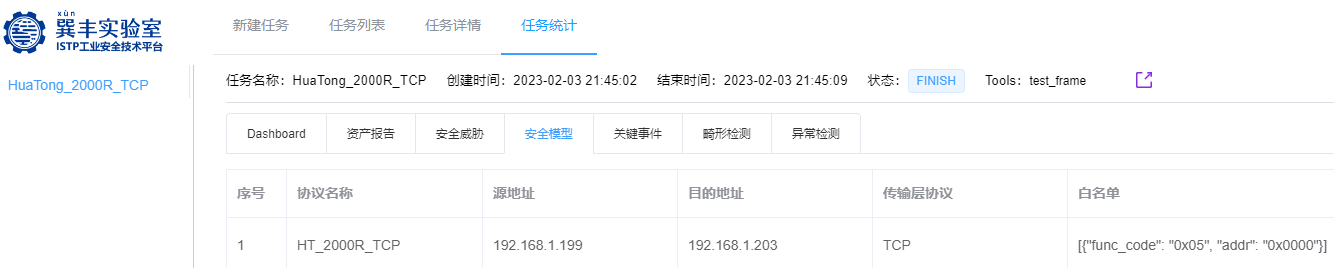 xùn
巽丰实验室
ISTP工业安全技术平台
新建任务 任务列表 任务详情 任务统计
HuaTong_2000R_TCP
任务名称：HuaTong_2000R_TCP 创建时间：2023-02-03 21:45:02 结束时间：2023-02-03 21:45:09 状态： FINISH Tools：test_frame
Dashboard 资产报告 安全威胁 安全模型 关键事件 畸形检测 异常检测
序号 协议名称 源地址 目的地址 传输层协议 白名单
1 HT_2000R_TCP 192.168.1.199 192.168.1.203 TCP [{"func_code": "0x05", "addr": "0x0000"}]